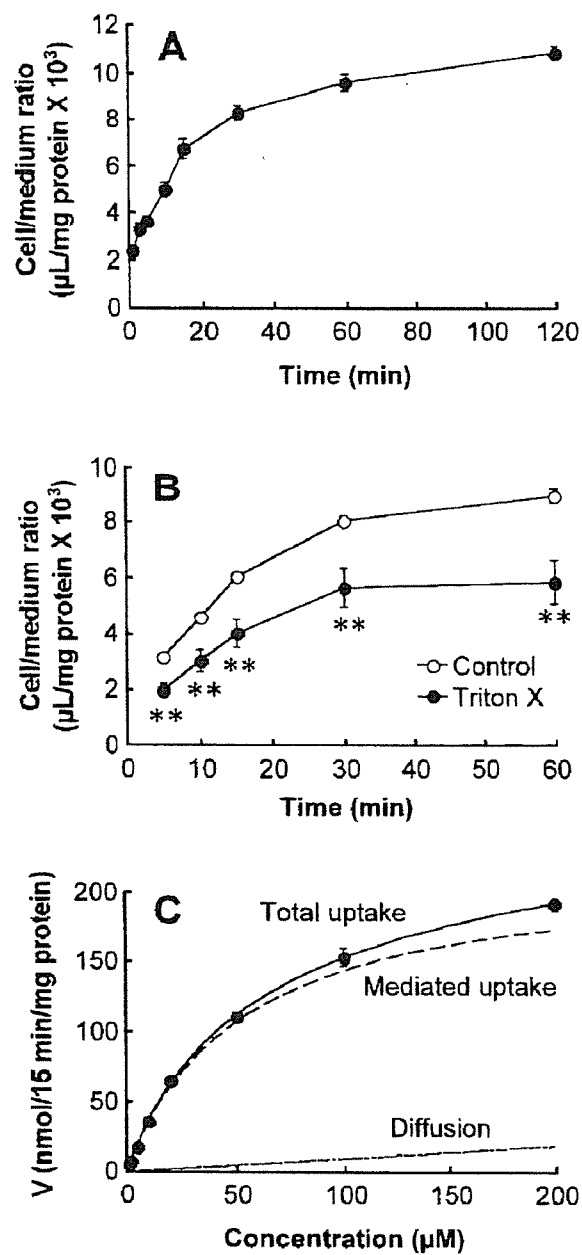 A
Cell/medium ratio
(µL/mg protein X 10³)
12
10
8
6
4
2
0
0 20 40 60 80 100 120
Time (min)
B
Cell/medium ratio
(µL/mg protein X 10³)
10
8
6
4
2
0
** ** ** ** **
Control
Triton X
0 10 20 30 40 50 60
Time (min)
C
V (nmol/15 min/mg protein)
200
150
100
50
0
Total uptake
Mediated uptake
Diffusion
0 50 100 150 200
Concentration (µM)